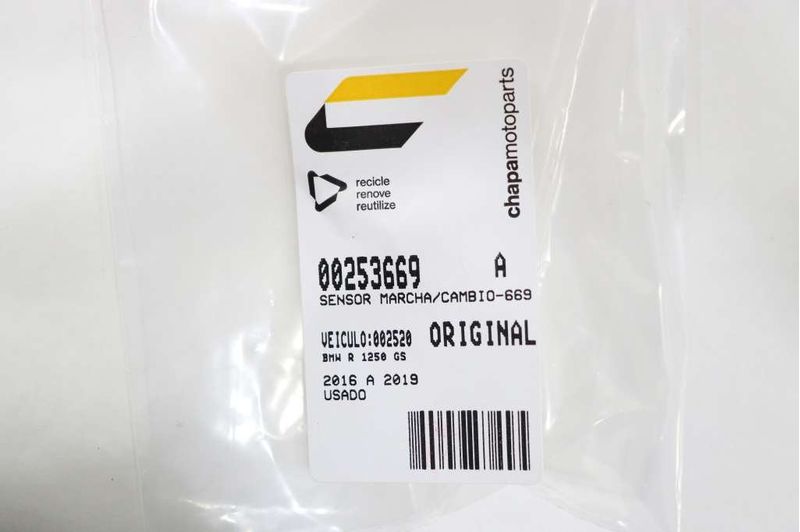 chapamotoparts
recicle
renove
reutilize
00253669 A
SENSOR MARCHA/CAMBIO-669
VEICULO:002520 ORIGINAL
BMW R 1250 GS
2016 A 2019
USADO